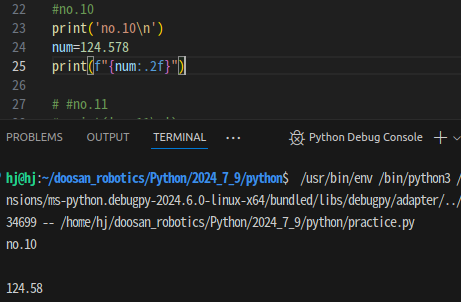 22 #no.10
23 print('no.10\n')
24 num=124.578
25 print(f"{num:.2f}")
26
27 # #no.11
PROBLEMS OUTPUT TERMINAL ··· Python Debug Console + ∨
hj@hj:~/doosan_robotics/Python/2024_7_9/python$ /usr/bin/env /bin/python3 /
nsions/ms-python.debugpy-2024.6.0-linux-x64/bundled/libs/debugpy/adapter/../
34699 -- /home/hj/doosan_robotics/Python/2024_7_9/python/practice.py
no.10
124.58